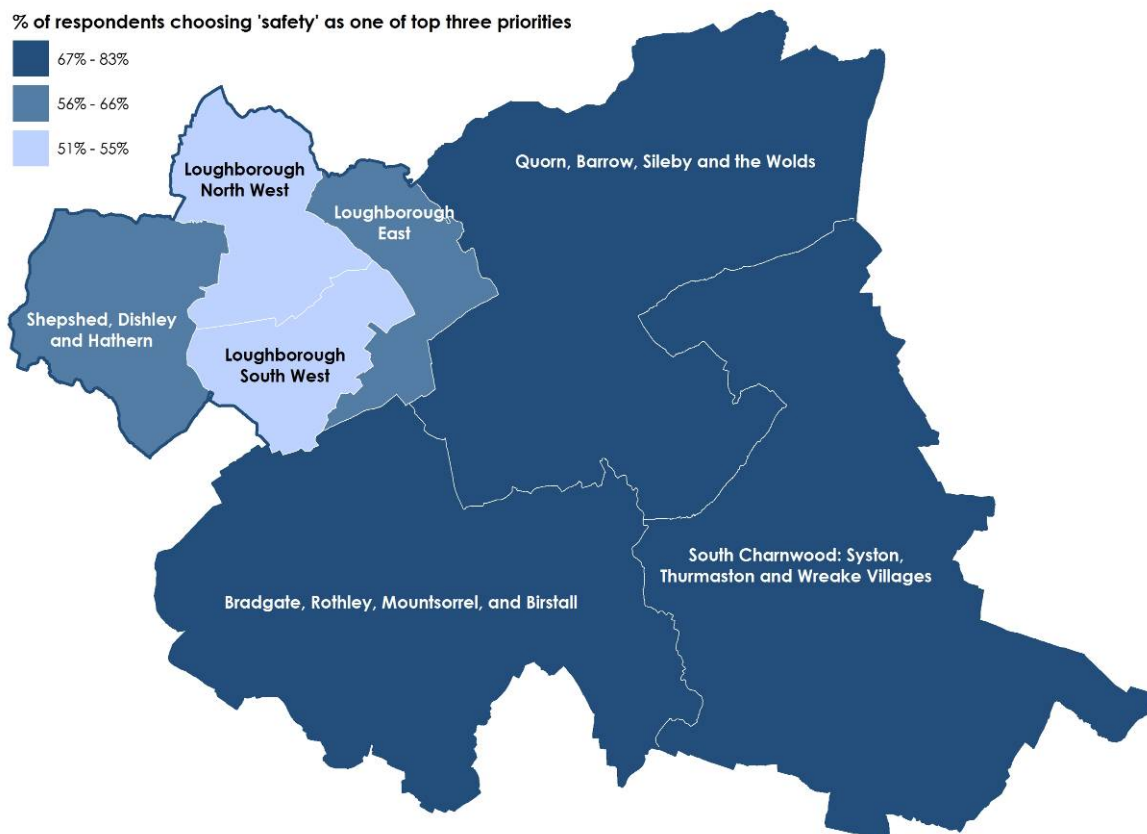 % of respondents choosing 'safety' as one of top three priorities
67% - 83%
56% - 66%
51% - 55%
Loughborough
North West
Quorn, Barrow, Sileby and the Wolds
Loughborough
East
Shepshed, Dishley
and Hathern
Loughborough
South West
South Charnwood: Syston,
Thurmaston and Wreake Villages
Bradgate, Rothley, Mountsorrel, and Birstall